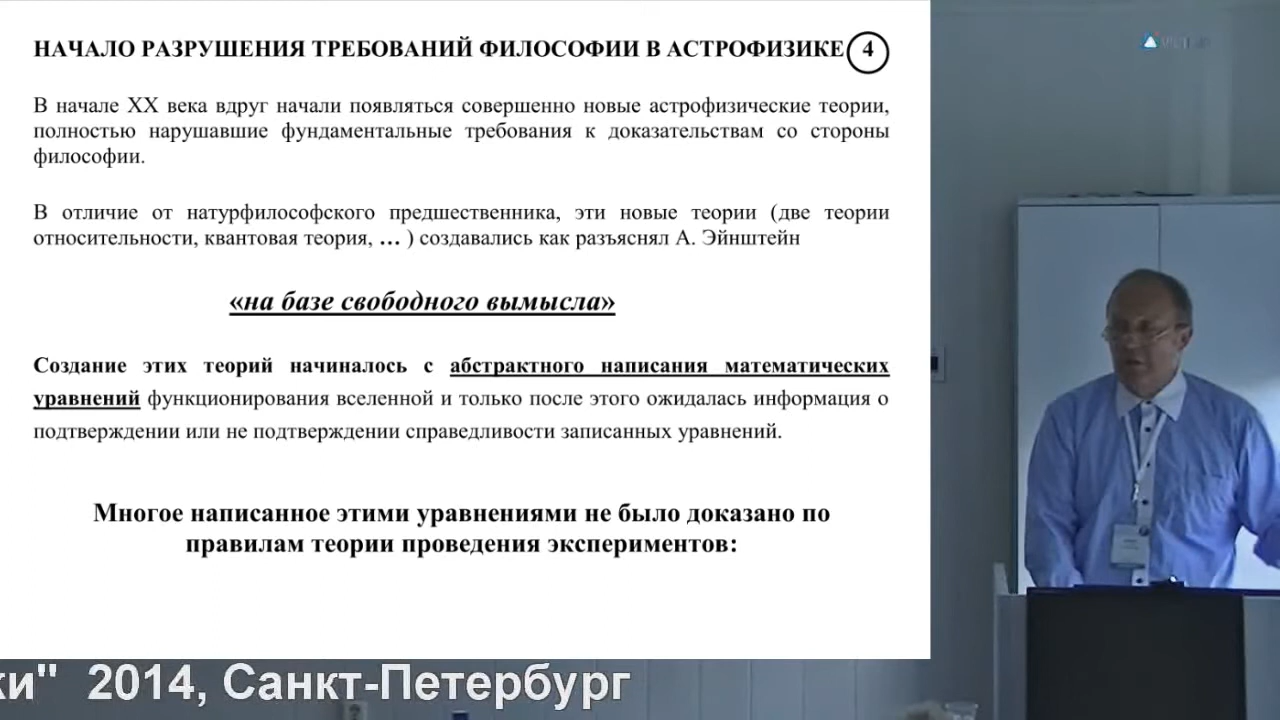 НАЧАЛО РАЗРУШЕНИЯ ТРЕБОВАНИЙ ФИЛОСОФИИ В АСТРОФИЗИКЕ 4
В начале XX века вдруг начали появляться совершенно новые астрофизические теории,
полностью нарушавшие фундаментальные требования к доказательствам со стороны
философии.
В отличие от натурфилософского предшественника, эти новые теории (две теории
относительности, квантовая теория, ... ) создавались как разъяснял А. Эйнштейн
«на базе свободного вымысла»
Создание этих теорий начиналось с абстрактного написания математических
уравнений функционирования вселенной и только после этого ожидалась информация о
подтверждении или не подтверждении справедливости записанных уравнений.
Многое написанное этими уравнениями не было доказано по
правилам теории проведения экспериментов:
ки" 2014, Санкт-Петербург